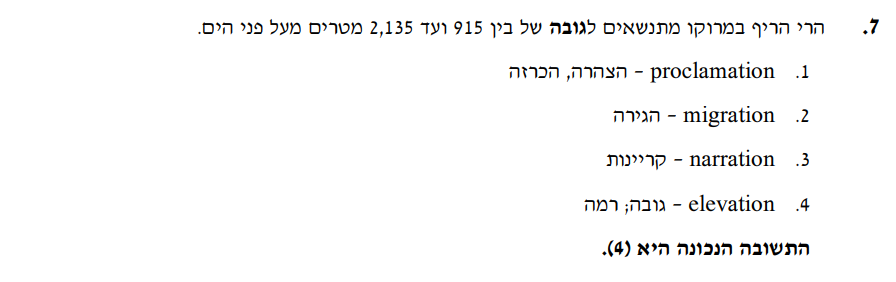 7. הרי הריף במרוקו מתנשאים לגובה של בין 915 ועד 2,135 מטרים מעל פני הים.
1. proclamation – הצהרה, הכרזה
2. migration – הגירה
3. narration – קריינות
4. elevation – גובה; רמה
התשובה הנכונה היא (4).